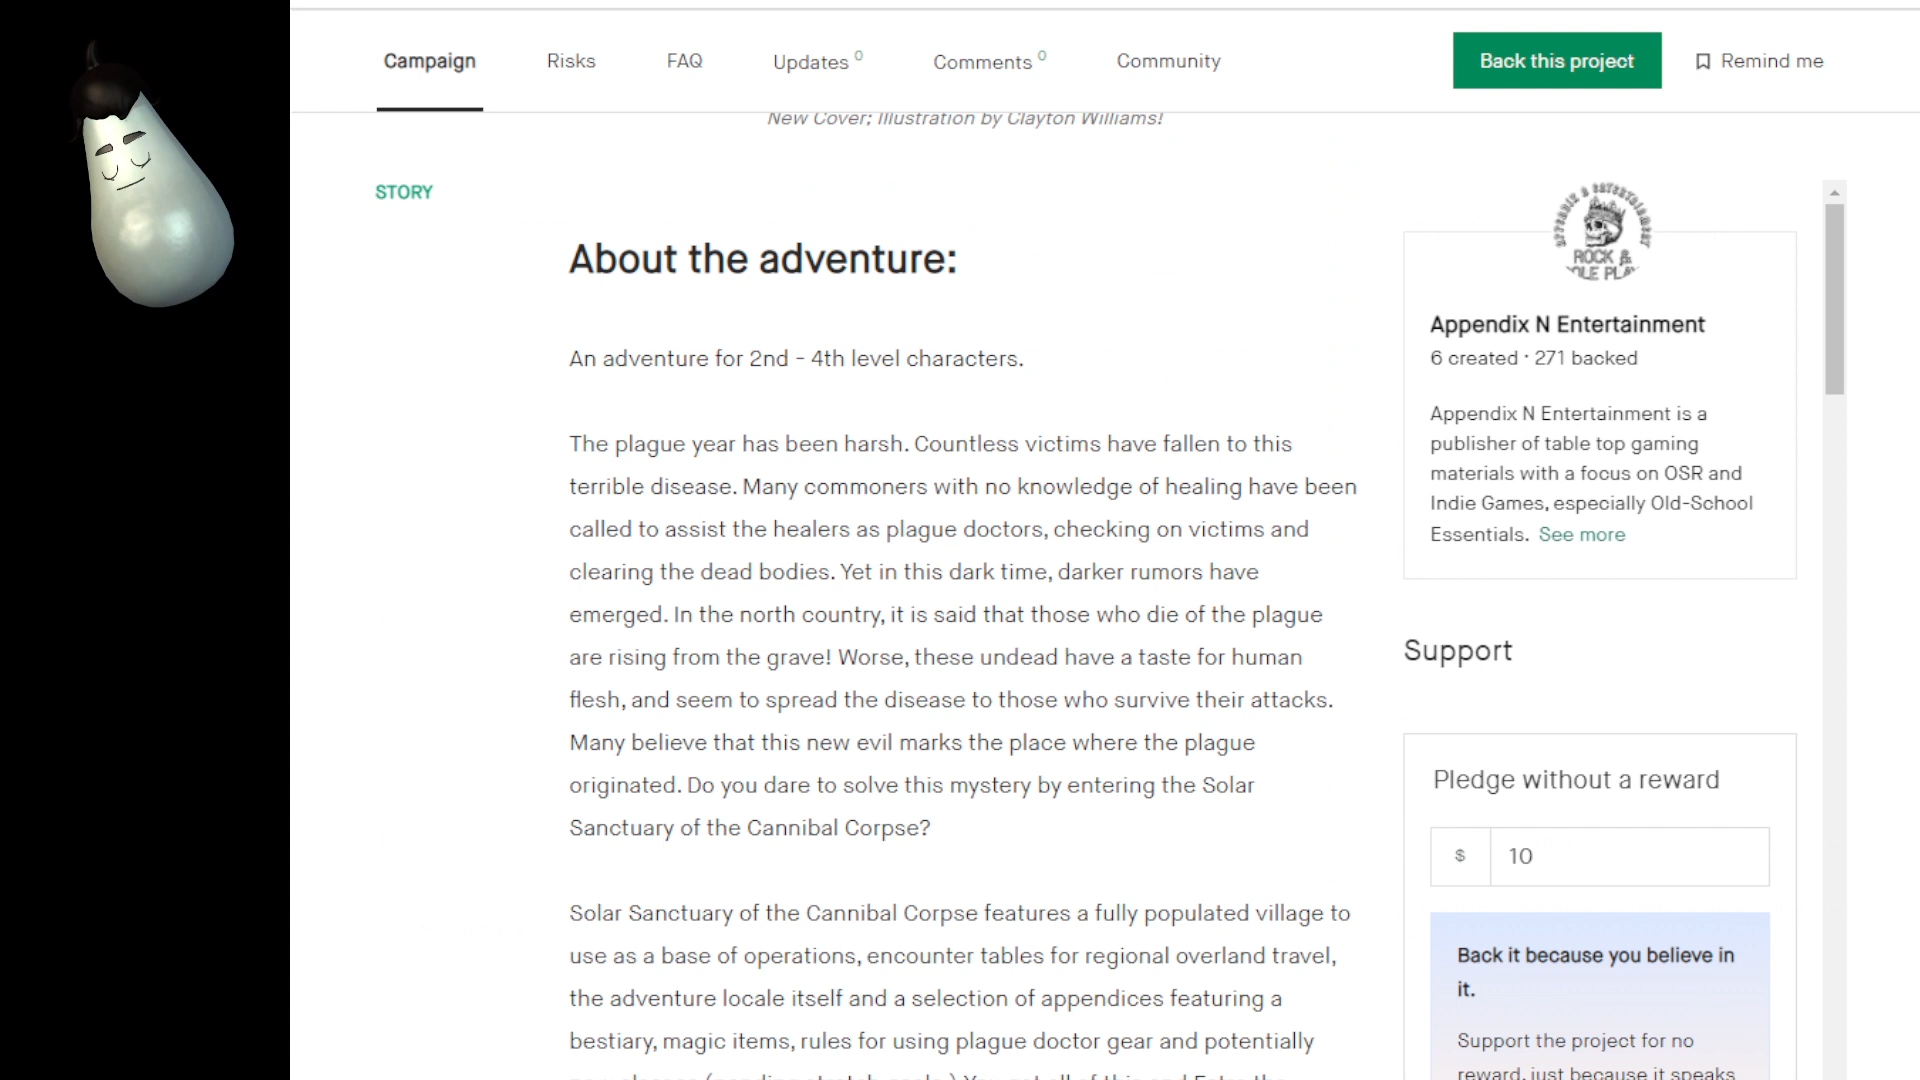 Campaign
Risks
FAQ
Updates 0
Comments 0
Community
Back this project
Remind me
New Cover; Illustration by Clayton Williams!
STORY
About the adventure:
An adventure for 2nd - 4th level characters.
The plague year has been harsh. Countless victims have fallen to this
terrible disease. Many commoners with no knowledge of healing have been
called to assist the healers as plague doctors, checking on victims and
clearing the dead bodies. Yet in this dark time, darker rumors have
emerged. In the north country, it is said that those who die of the plague
are rising from the grave! Worse, these undead have a taste for human
flesh, and seem to spread the disease to those who survive their attacks.
Many believe that this new evil marks the place where the plague
originated. Do you dare to solve this mystery by entering the Solar
Sanctuary of the Cannibal Corpse?
Solar Sanctuary of the Cannibal Corpse features a fully populated village to
use as a base of operations, encounter tables for regional overland travel,
the adventure locale itself and a selection of appendices featuring a
bestiary, magic items, rules for using plague doctor gear and potentially
APPENDIX N ENTERTAINMENT
ROCK &
ROLE PLAY
Appendix N Entertainment
6 created · 271 backed
Appendix N Entertainment is a
publisher of table top gaming
materials with a focus on OSR and
Indie Games, especially Old-School
Essentials. See more
Support
Pledge without a reward
$ 10
Back it because you believe in
it.
Support the project for no
reward, just because it speaks